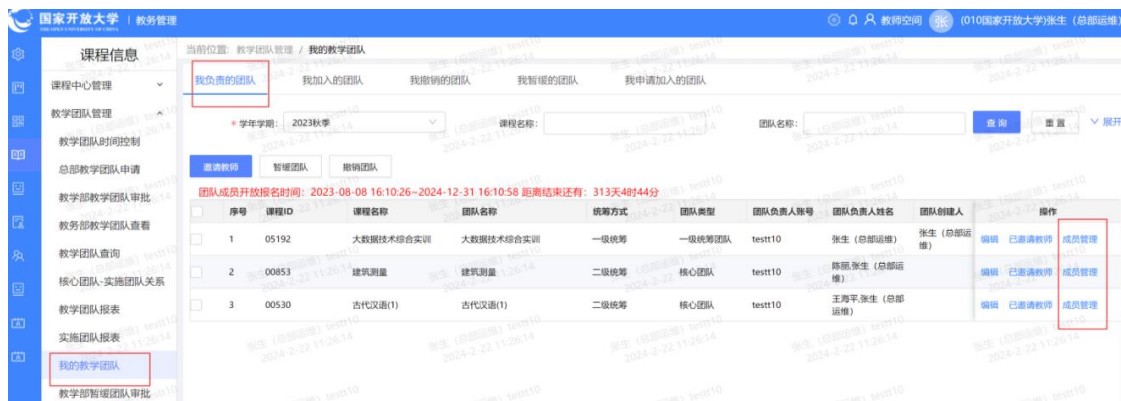 国家开放大学 | 教务管理
THE OPEN UNIVERSITY OF CHINA
教师空间 张 (010国家开放大学)张生 (总部运维)
课程信息
课程中心管理
教学团队管理
教学团队时间控制
总部教学团队申请
教学部教学团队审批
教务部教学团队查看
教学团队查询
核心团队-实施团队关系
教学团队报表
实施团队报表
我的教学团队
教学部暂缓团队审批
当前位置: 教学团队管理 / 我的教学团队
我负责的团队 我加入的团队 我撤销的团队 我暂缓的团队 我申请加入的团队
* 学年学期: 2023秋季 课程名称: 团队名称: 查询 重置 展开
邀请教师 暂缓团队 撤销团队
团队成员开放报名时间: 2023-08-08 16:10:26~2024-12-31 16:10:58 距离结束还有: 313天4时44分
序号 课程ID 课程名称 团队名称 统筹方式 团队类型 团队负责人账号 团队负责人姓名 团队创建人 操作
1 05192 大数据技术综合实训 大数据技术综合实训 一级统筹 一级统筹团队 testt10 张生 (总部运维) 张生 (总部运维) 编辑 已邀请教师 成员管理
2 00853 建筑测量 建筑测量 二级统筹 核心团队 testt10 陈丽,张生 (总部运维) 编辑 已邀请教师 成员管理
3 00530 古代汉语(1) 古代汉语(1) 二级统筹 核心团队 testt10 王海平,张生 (总部运维) 编辑 已邀请教师 成员管理
张生 (总部运维) testt10
2024-2-22 11:26:14